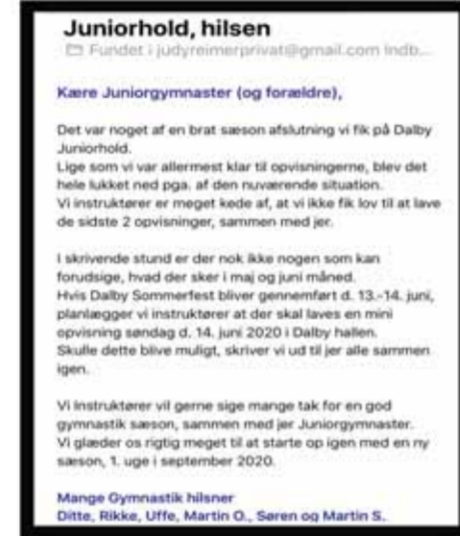 Juniorhold, hilsen
Fundet i judyreimerprivat@gmail.com Indb...
Kære Juniorgymnaster (og forældre),
Det var noget af en brat sæson afslutning vi fik på Dalby
Juniorhold.
Lige som vi var allermest klar til opvisningerne, blev det
hele lukket ned pga. af den nuværende situation.
Vi instruktører er meget kede af, at vi ikke fik lov til at lave
de sidste 2 opvisninger, sammen med jer.
I skrivende stund er der nok ikke nogen som kan
forudsige, hvad der sker i maj og juni måned.
Hvis Dalby Sommerfest bliver gennemført d. 13.-14. juni,
planlægger vi instruktører at der skal laves en mini
opvisning søndag d. 14. juni 2020 i Dalby hallen.
Skulle dette blive muligt, skriver vi ud til jer alle sammen
igen.
Vi instruktører vil gerne sige mange tak for en god
gymnastik sæson, sammen med jer Juniorgymnaster.
Vi glæder os rigtig meget til at starte op igen med en ny
sæson, 1. uge i september 2020.
Mange Gymnastik hilsner
Ditte, Rikke, Uffe, Martin O., Søren og Martin S.